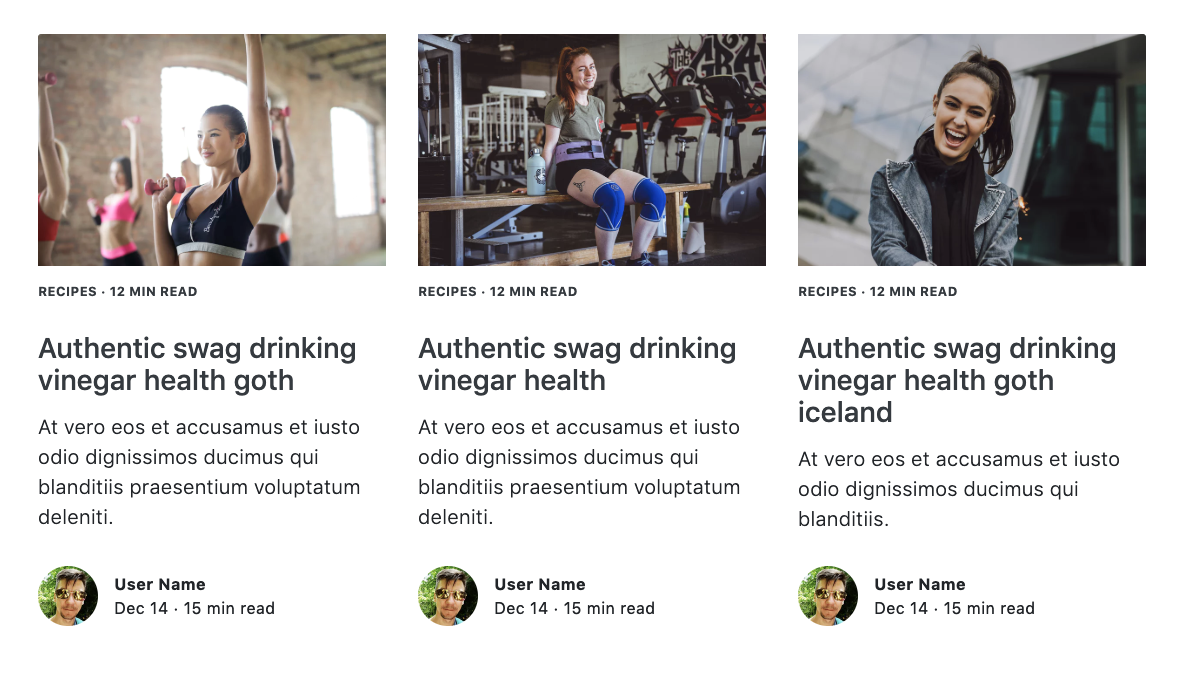 THE GRA
RECIPES · 12 MIN READ
Authentic swag drinking
vinegar health goth
At vero eos et accusamus et iusto
odio dignissimos ducimus qui
blanditiis praesentium voluptatum
deleniti.
User Name
Dec 14 · 15 min read
RECIPES · 12 MIN READ
Authentic swag drinking
vinegar health
At vero eos et accusamus et iusto
odio dignissimos ducimus qui
blanditiis praesentium voluptatum
deleniti.
User Name
Dec 14 · 15 min read
RECIPES · 12 MIN READ
Authentic swag drinking
vinegar health goth
iceland
At vero eos et accusamus et iusto
odio dignissimos ducimus qui
blanditiis.
User Name
Dec 14 · 15 min read